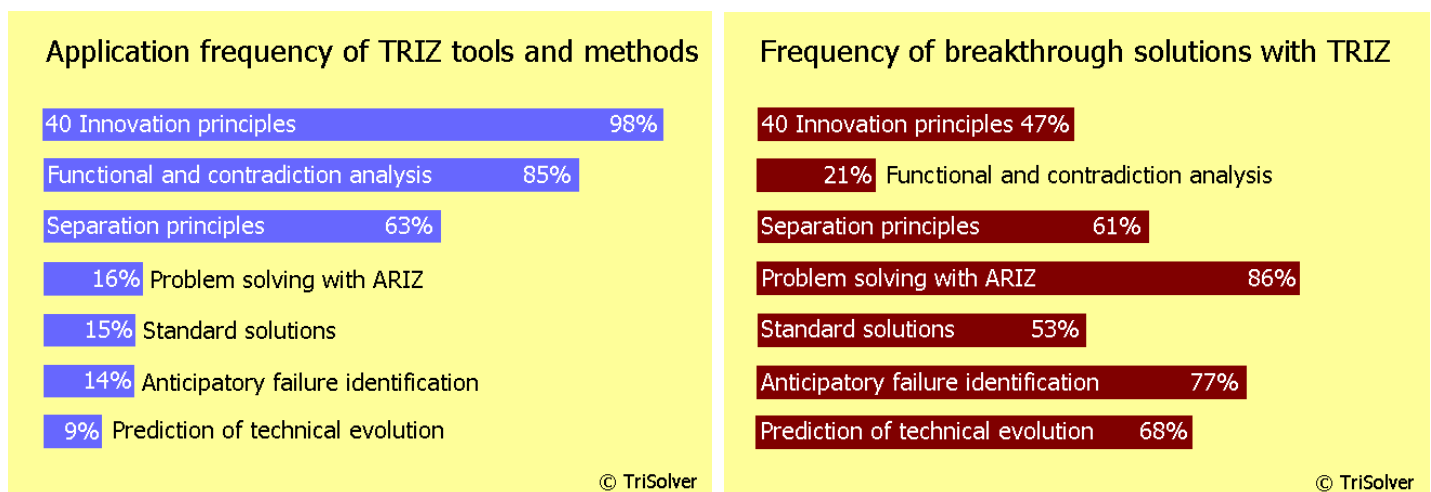 Application frequency of TRIZ tools and methods
40 Innovation principles 98%
Functional and contradiction analysis 85%
Separation principles 63%
16% Problem solving with ARIZ
15% Standard solutions
14% Anticipatory failure identification
9% Prediction of technical evolution
© TriSolver
Frequency of breakthrough solutions with TRIZ
40 Innovation principles 47%
21% Functional and contradiction analysis
Separation principles 61%
Problem solving with ARIZ 86%
Standard solutions 53%
Anticipatory failure identification 77%
Prediction of technical evolution 68%
© TriSolver